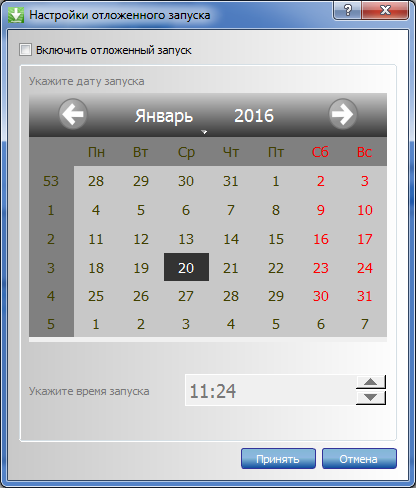 Настройки отложенного запуска
Включить отложенный запуск
Укажите дату запуска
Январь 2016
Пн Вт Ср Чт Пт Сб Вс
53 28 29 30 31 1 2 3
1 4 5 6 7 8 9 10
2 11 12 13 14 15 16 17
3 18 19 20 21 22 23 24
4 25 26 27 28 29 30 31
5 1 2 3 4 5 6 7
Укажите время запуска 11:24
Принять Отмена